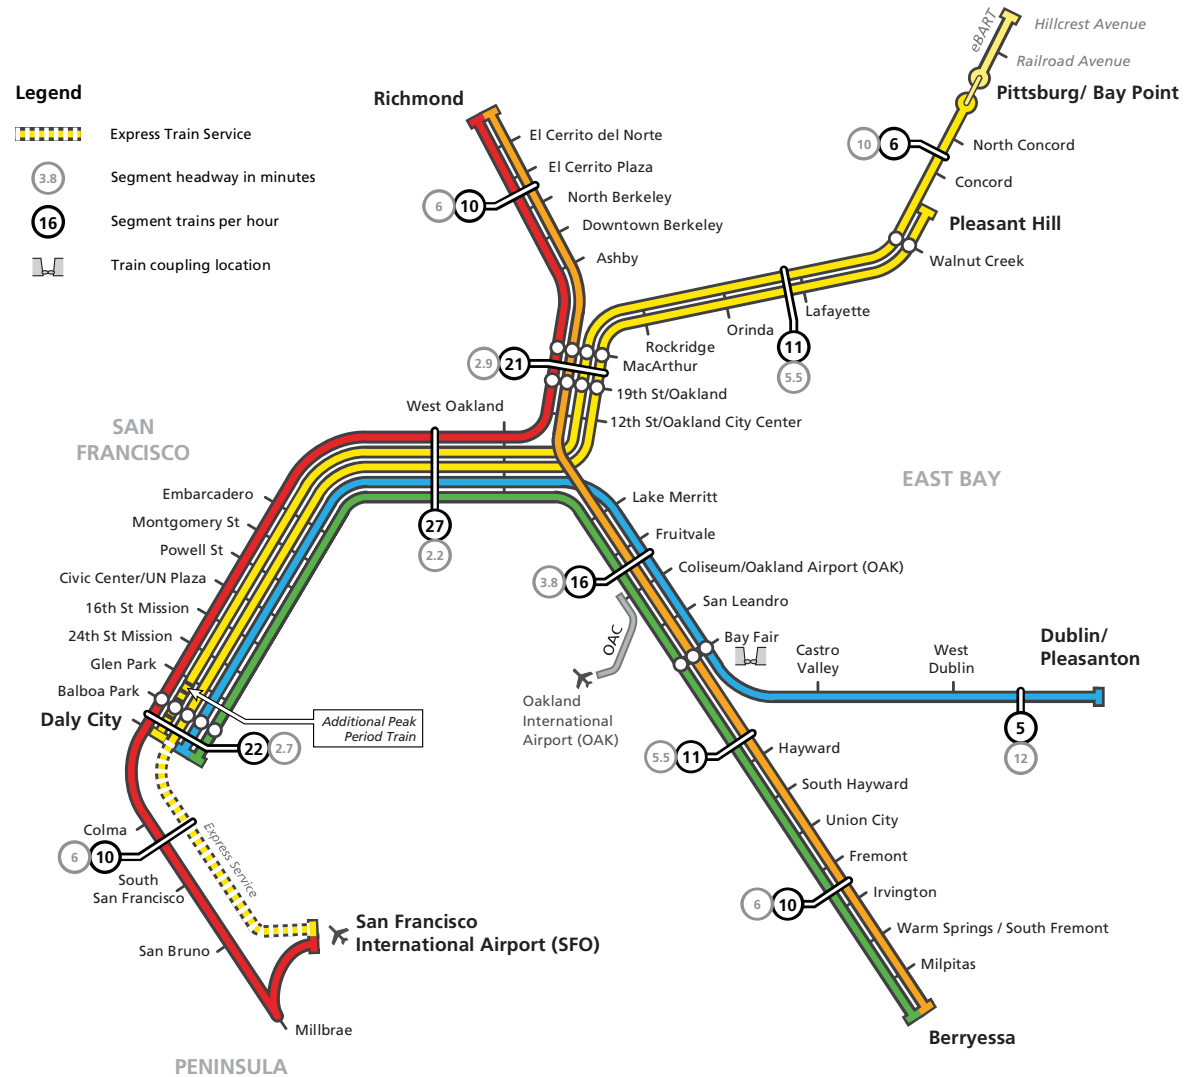 Legend
Express Train Service
3.8
Segment headway in minutes
16
Segment trains per hour
Train coupling location
eBART
Hillcrest Avenue
Railroad Avenue
Pittsburg/ Bay Point
10
6
North Concord
Concord
Pleasant Hill
Walnut Creek
Richmond
El Cerrito del Norte
El Cerrito Plaza
6
10
North Berkeley
Downtown Berkeley
Ashby
Lafayette
Orinda
Rockridge
11
5.5
MacArthur
2.9
21
19th St/Oakland
12th St/Oakland City Center
West Oakland
SAN
FRANCISCO
EAST BAY
27
2.2
Embarcadero
Montgomery St
Powell St
Civic Center/UN Plaza
16th St Mission
24th St Mission
Glen Park
Balboa Park
Daly City
Additional Peak
Period Train
22
2.7
Lake Merritt
Fruitvale
Coliseum/Oakland Airport (OAK)
3.8
16
San Leandro
OAC
Bay Fair
Oakland
International
Airport (OAK)
Castro
Valley
West
Dublin
Dublin/
Pleasanton
5
12
5.5
11
Hayward
South Hayward
Union City
Fremont
6
10
Irvington
Warm Springs / South Fremont
Milpitas
Berryessa
Colma
6
10
Express Service
South
San Francisco
San Francisco
International Airport (SFO)
San Bruno
Millbrae
PENINSULA